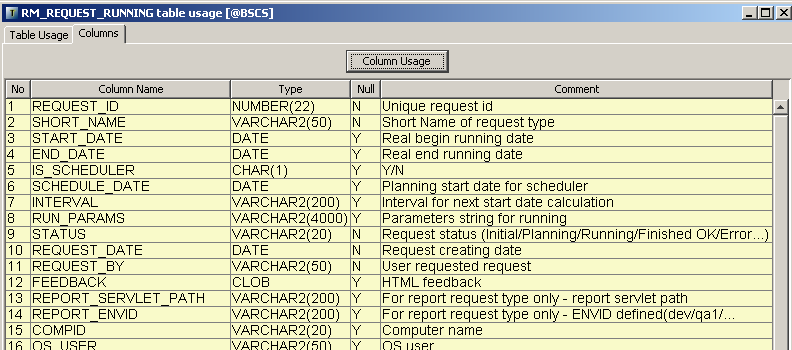 RM_REQUEST_RUNNING table usage [@BSCS]
Table Usage Columns
Column Usage
No Column Name Type Null Comment
1 REQUEST_ID NUMBER(22) N Unique request id
2 SHORT_NAME VARCHAR2(50) N Short Name of request type
3 START_DATE DATE Y Real begin running date
4 END_DATE DATE Y Real end running date
5 IS_SCHEDULER CHAR(1) Y Y/N
6 SCHEDULE_DATE DATE Y Planning start date for scheduler
7 INTERVAL VARCHAR2(200) Y Interval for next start date calculation
8 RUN_PARAMS VARCHAR2(4000) Y Parameters string for running
9 STATUS VARCHAR2(20) N Request status (Initial/Planning/Running/Finished OK/Error...)
10 REQUEST_DATE DATE N Request creating date
11 REQUEST_BY VARCHAR2(50) N User requested request
12 FEEDBACK CLOB Y HTML feedback
13 REPORT_SERVLET_PATH VARCHAR2(200) Y For report request type only - report servlet path
14 REPORT_ENVID VARCHAR2(200) Y For report request type only - ENVID defined(dev/qa1/...
15 COMPID VARCHAR2(20) Y Computer name
16 OS_USER VARCHAR2(50) Y OS user